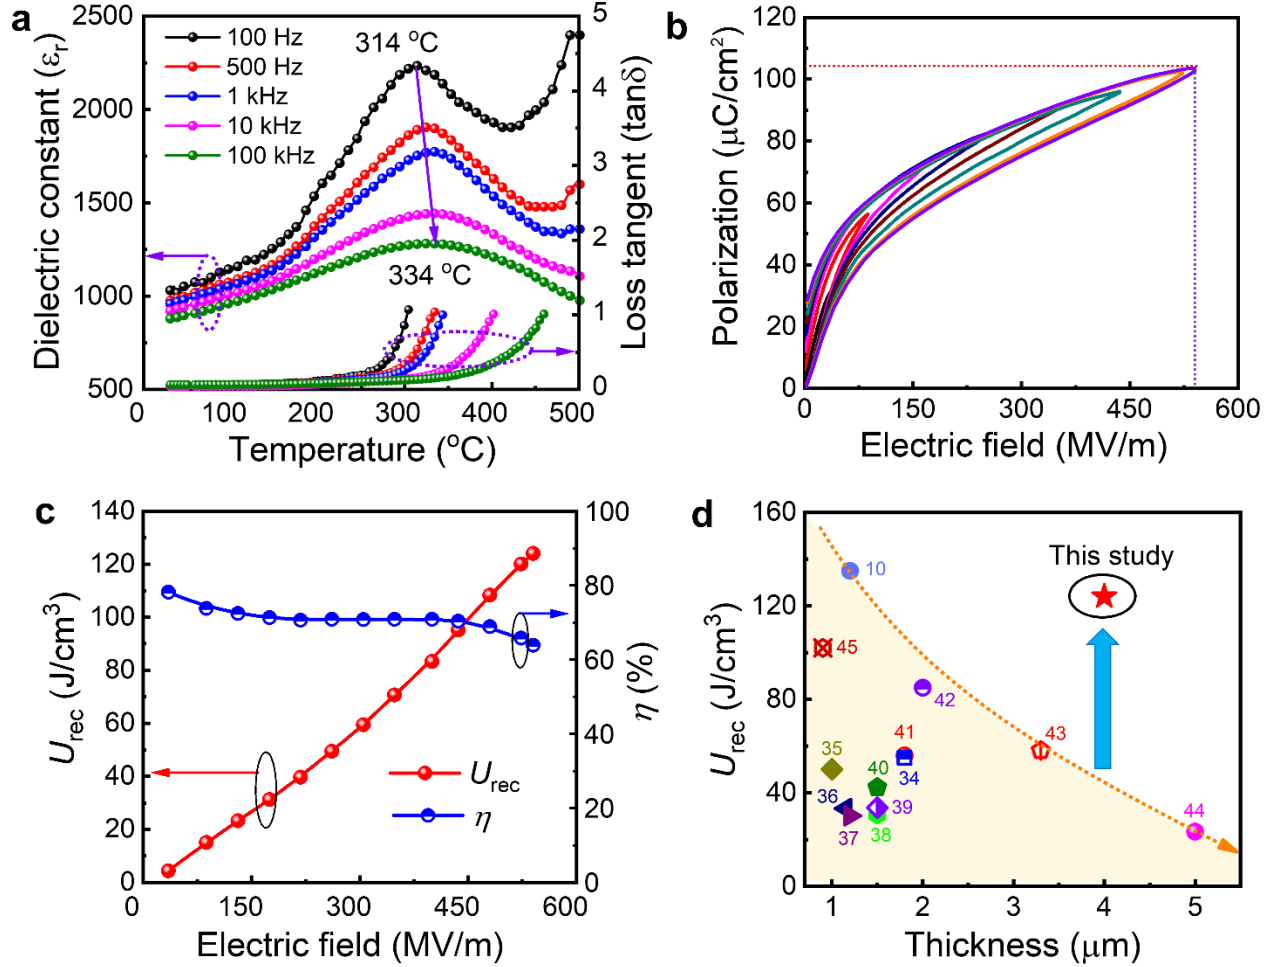 a
5
2500
100 Hz
500 Hz
1 kHz
10 kHz
100 kHz
314 °C
4
2000
3
1500
2
334 °C
1000
1
500
0
0
100
200
300
400
500
Dielectric constant (εr)
Loss tangent (tanδ)
Temperature (°C)
b
120
100
80
60
40
20
0
0
150
300
450
600
Polarization (μC/cm²)
Electric field (MV/m)
c
140
120
100
80
60
40
20
0
100
80
60
40
20
0
Urec
η
0
150
300
450
600
Urec (J/cm³)
η (%)
Electric field (MV/m)
d
160
120
80
40
0
10
This study
45
42
41
43
35
34
40
36
39
37
38
44
1
2
3
4
5
Urec (J/cm³)
Thickness (μm)